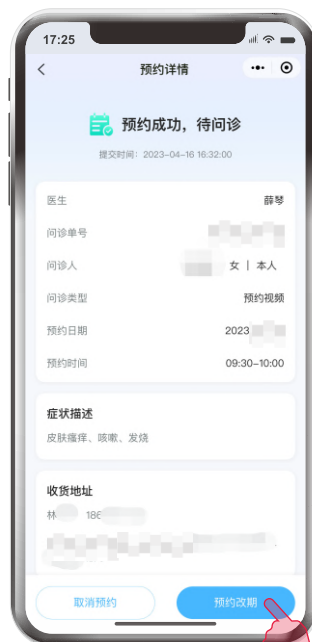 17:25
预约详情
预约成功，待问诊
提交时间：2023-04-16 16:32:00
医生 薛琴
问诊单号
问诊人 女 | 本人
问诊类型 预约视频
预约日期 2023
预约时间 09:30-10:00
症状描述
皮肤瘙痒、咳嗽、发烧
收货地址
林 186
取消预约 预约改期